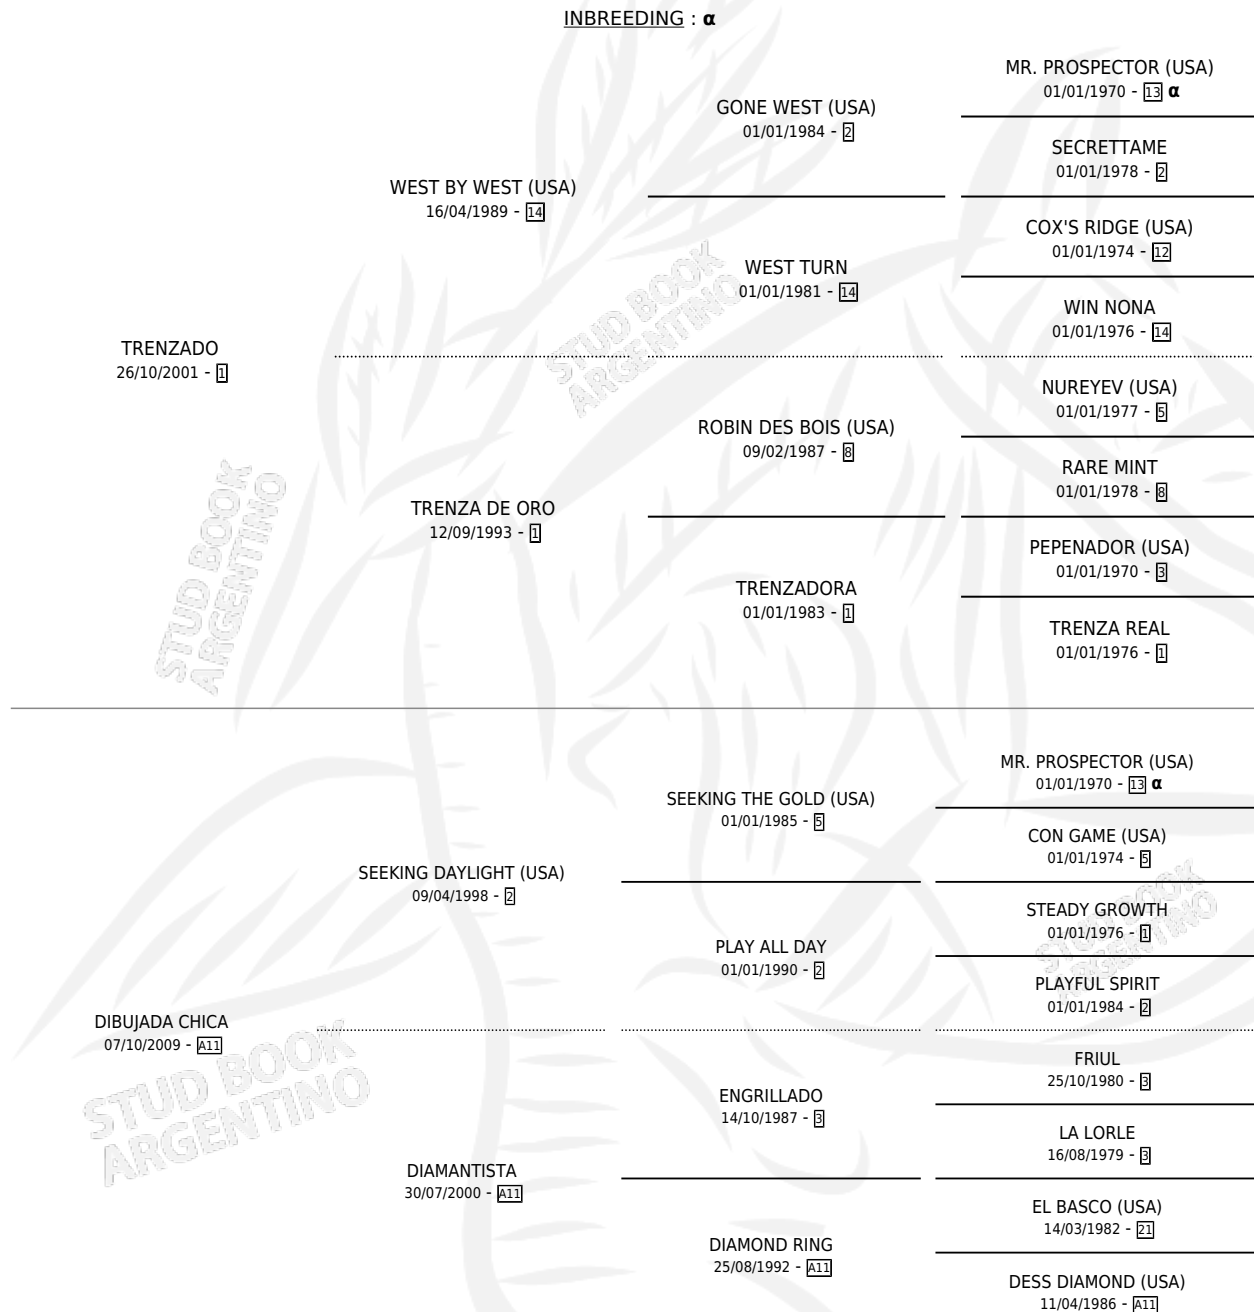 INBREEDING : α
MR. PROSPECTOR (USA)
01/01/1970 - 13 α
GONE WEST (USA)
01/01/1984 - 2
SECRETTAME
01/01/1978 - 2
WEST BY WEST (USA)
16/04/1989 - 14
COX'S RIDGE (USA)
01/01/1974 - 12
WEST TURN
01/01/1981 - 14
WIN NONA
01/01/1976 - 14
TRENZADO
26/10/2001 - 1
NUREYEV (USA)
01/01/1977 - 5
ROBIN DES BOIS (USA)
09/02/1987 - 8
RARE MINT
01/01/1978 - 8
TRENZA DE ORO
12/09/1993 - 1
PEPENADOR (USA)
01/01/1970 - 3
TRENZADORA
01/01/1983 - 1
TRENZA REAL
01/01/1976 - 1
MR. PROSPECTOR (USA)
01/01/1970 - 13 α
SEEKING THE GOLD (USA)
01/01/1985 - 5
CON GAME (USA)
01/01/1974 - 5
SEEKING DAYLIGHT (USA)
09/04/1998 - 2
STEADY GROWTH
01/01/1976 - 1
PLAY ALL DAY
01/01/1990 - 2
PLAYFUL SPIRIT
01/01/1984 - 2
DIBUJADA CHICA
07/10/2009 - A11
FRIUL
25/10/1980 - 3
ENGRILLADO
14/10/1987 - 3
LA LORLE
16/08/1979 - 3
DIAMANTISTA
30/07/2000 - A11
EL BASCO (USA)
14/03/1982 - 21
DIAMOND RING
25/08/1992 - A11
DESS DIAMOND (USA)
11/04/1986 - A11
STUD BOOK
ARGENTINO
STUD BOOK
ARGENTINO
STUD BOOK
ARGENTINO
STUD BOOK
ARGENTINO